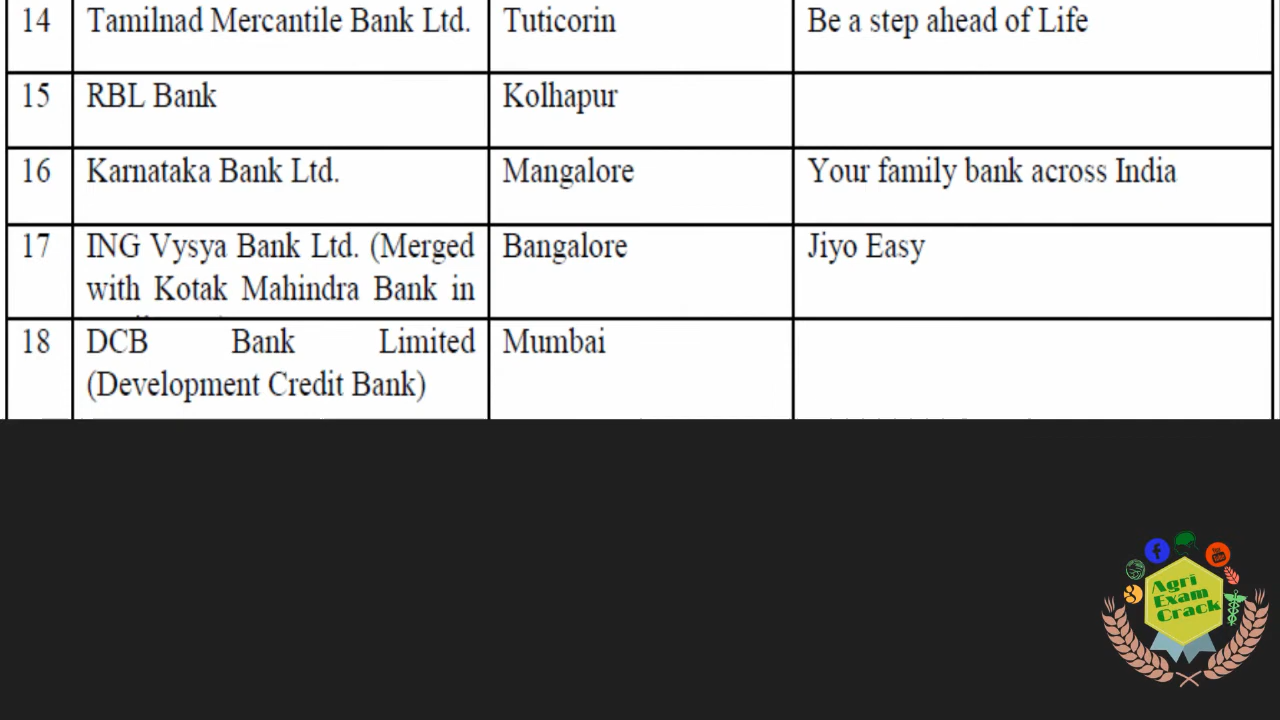 14 Tamilnad Mercantile Bank Ltd. Tuticorin Be a step ahead of Life
15 RBL Bank Kolhapur
16 Karnataka Bank Ltd. Mangalore Your family bank across India
17 ING Vysya Bank Ltd. (Merged Bangalore Jiyo Easy
with Kotak Mahindra Bank in
18 DCB Bank Limited Mumbai
(Development Credit Bank)
Agri
Exam
Crack